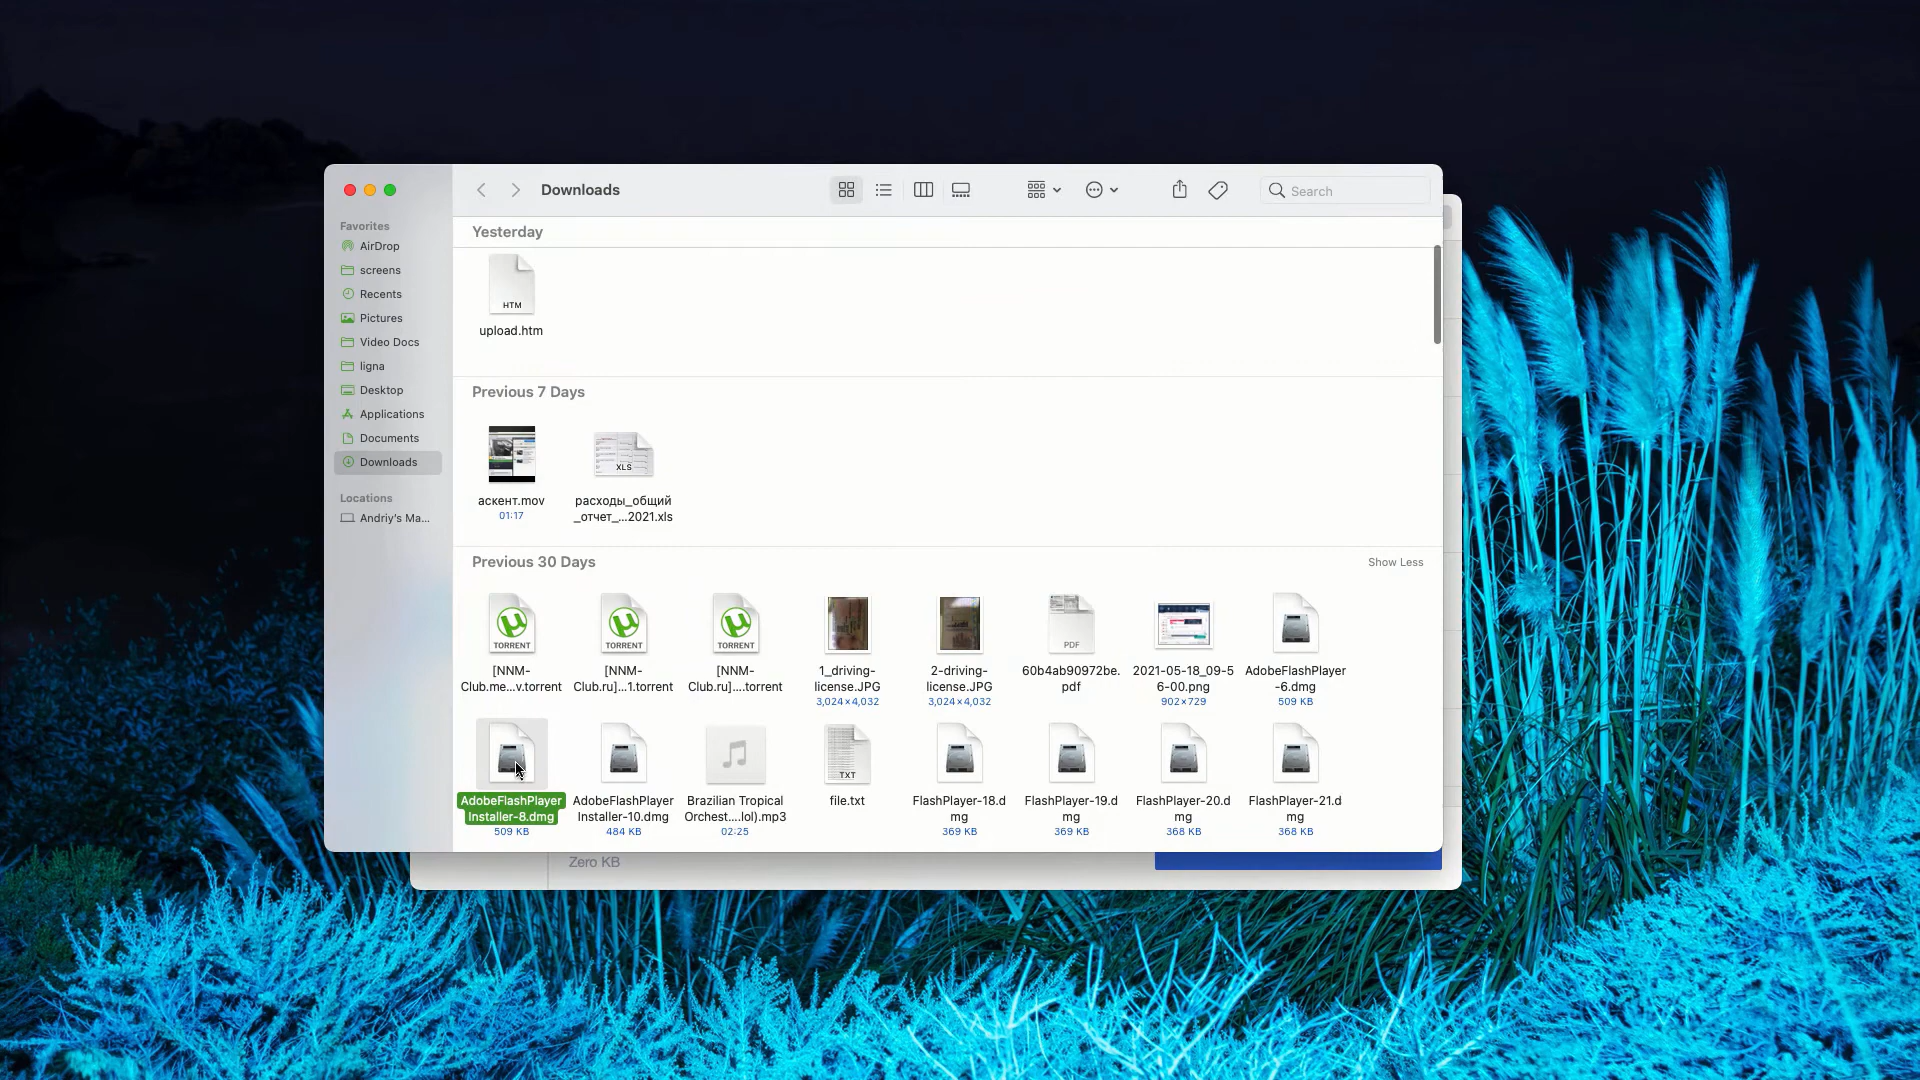 Downloads
Search
Favorites
AirDrop
screens
Recents
Pictures
Video Docs
ligna
Desktop
Applications
Documents
Downloads
Locations
Andriy's Ma...
Yesterday
HTM
upload.htm
Previous 7 Days
XLS
аскент.mov
01:17
расходы_общий
_отчет_...2021.xls
Previous 30 Days
Show Less
TORRENT
TORRENT
TORRENT
PDF
[NNM-
Club.me...v.torrent
[NNM-
Club.ru]...1.torrent
[NNM-
Club.ru]....torrent
1_driving-
license.JPG
3,024×4,032
2-driving-
license.JPG
3,024×4,032
60b4ab90972be.
pdf
2021-05-18_09-5
6-00.png
902×729
AdobeFlashPlayer
-6.dmg
509 KB
TXT
AdobeFlashPlayer
Installer-8.dmg
509 KB
AdobeFlashPlayer
Installer-10.dmg
484 KB
Brazilian Tropical
Orchest....lol).mp3
02:25
file.txt
FlashPlayer-18.d
mg
369 KB
FlashPlayer-19.d
mg
369 KB
FlashPlayer-20.d
mg
368 KB
FlashPlayer-21.d
mg
368 KB
Zero KB